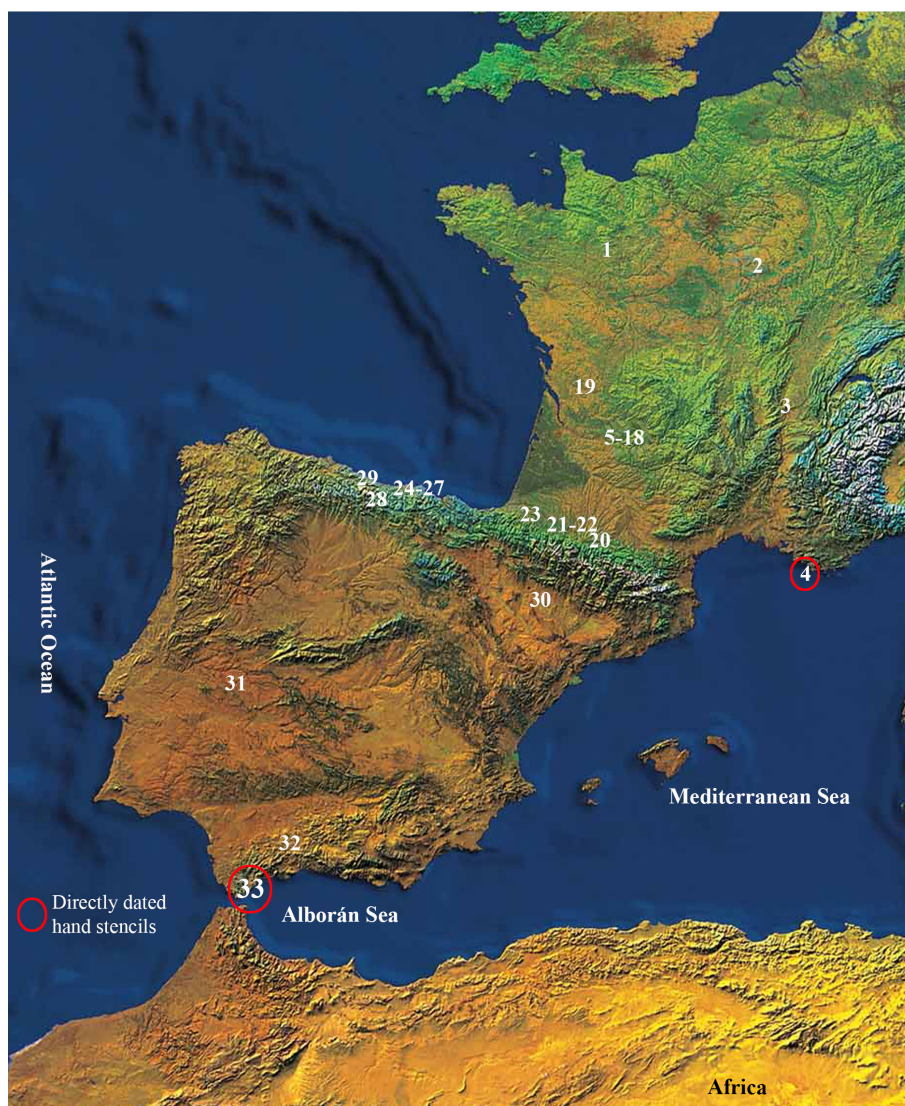 1
2
19
3
5-18
29
24-27
28
23
21-22
20
4
30
Atlantic Ocean
31
Mediterranean Sea
32
33
Directly dated
hand stencils
Alborán Sea
Africa